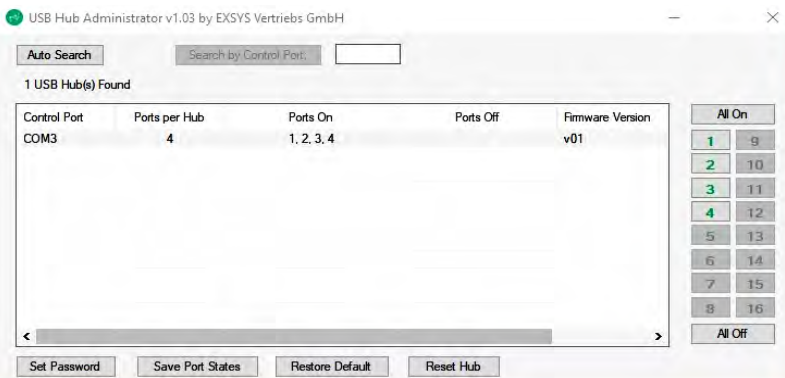 USB Hub Administrator v1.03 by EXSYS Vertriebs GmbH
Auto Search Search by Control Port:
1 USB Hub(s) Found
Control Port Ports per Hub Ports On Ports Off Firmware Version
COM3 4 1, 2, 3, 4 v01
All On
1 9
2 10
3 11
4 12
5 13
6 14
7 15
8 16
All Off
Set Password Save Port States Restore Default Reset Hub